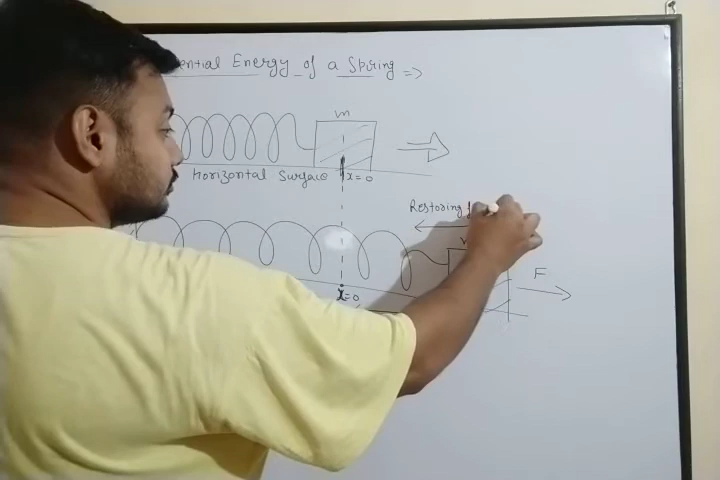 ential Energy of a Spring =>
m
Horizontal Surface x=0
Restoring f
F
x=0